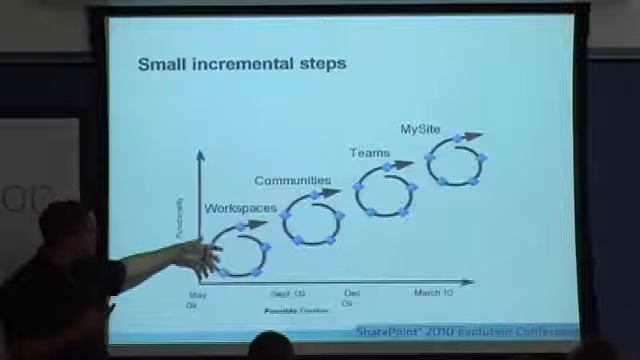 Small incremental steps
MySite
Teams
Communities
Workspaces
Functionality
May
09
Sept 09
Dec
09
March 10
Possible Timeline
SharePoint 2010 Evolution Conference